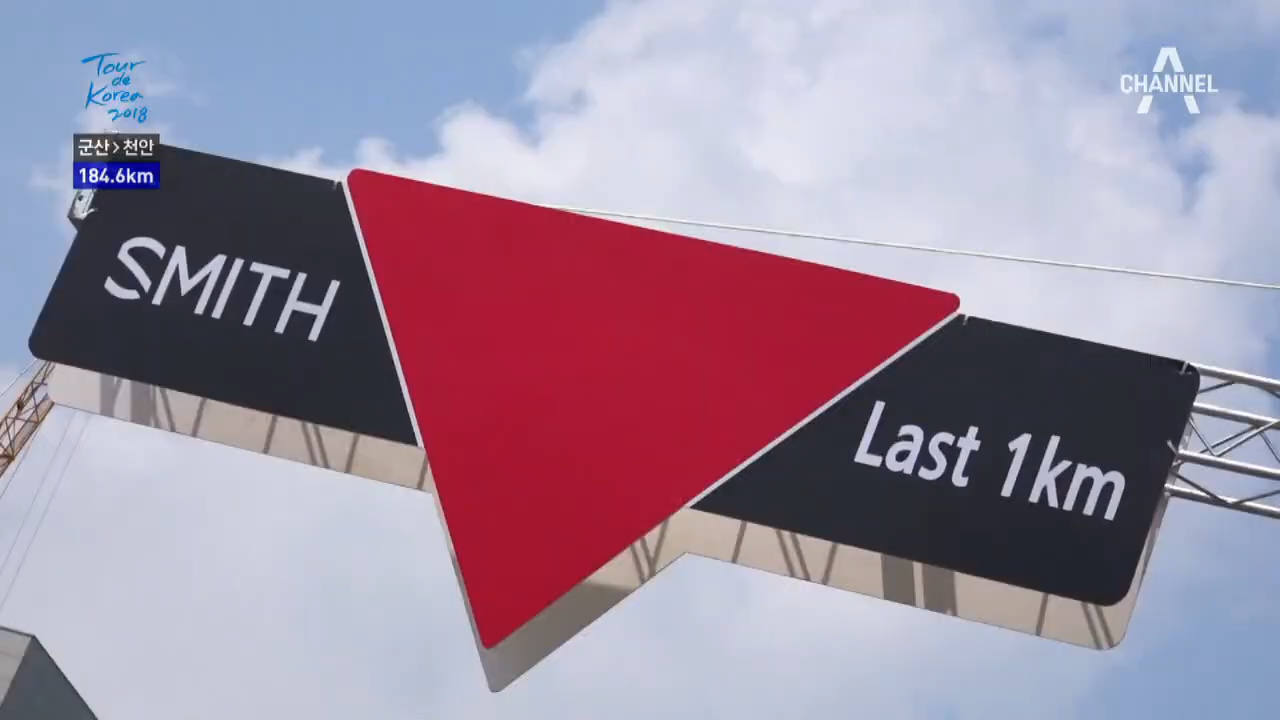 Tour
de
Korea
2018
군산 > 천안
184.6km
CHANNEL A
SMITH
Last 1km